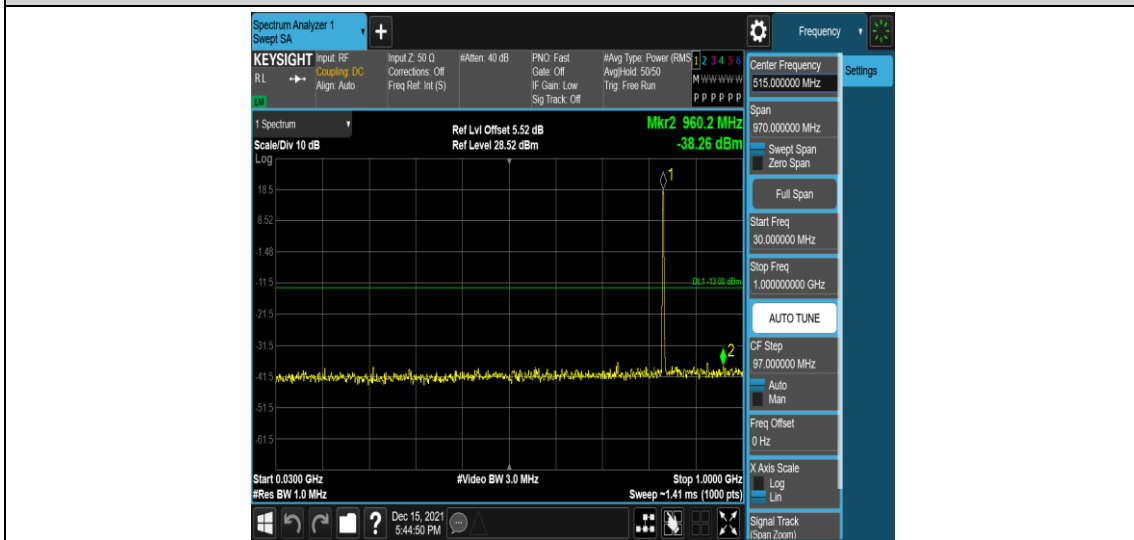 Spectrum Analyzer 1
Swept SA
+
Frequency
KEYSIGHT
RL
LXI
Input: RF
Coupling: DC
Align: Auto
Input Z: 50 Ω
Corrections: Off
Freq Ref: Int (S)
#Atten: 40 dB
PNO: Fast
Gate: Off
IF Gain: Low
Sig Track: Off
#Avg Type: Power (RMS
Avg|Hold: 50/50
Trig: Free Run
1 2 3 4 5 6
M W W W W W
P P P P P P
Center Frequency
515.000000 MHz
Settings
1 Spectrum
Scale/Div 10 dB
Ref Lvl Offset 5.52 dB
Ref Level 28.52 dBm
Mkr2 960.2 MHz
-38.26 dBm
Log
18.5
8.52
-1.48
-11.5
-21.5
-31.5
-41.5
-51.5
-61.5
1
DL1 -13.00 dBm
2
Start 0.0300 GHz
#Res BW 1.0 MHz
#Video BW 3.0 MHz
Stop 1.0000 GHz
Sweep ~1.41 ms (1000 pts)
Span
970.000000 MHz
Swept Span
Zero Span
Full Span
Start Freq
30.000000 MHz
Stop Freq
1.000000000 GHz
AUTO TUNE
CF Step
97.000000 MHz
Auto
Man
Freq Offset
0 Hz
X Axis Scale
Log
Lin
Signal Track
(Span Zoom)
?
Dec 15, 2021
5:44:50 PM